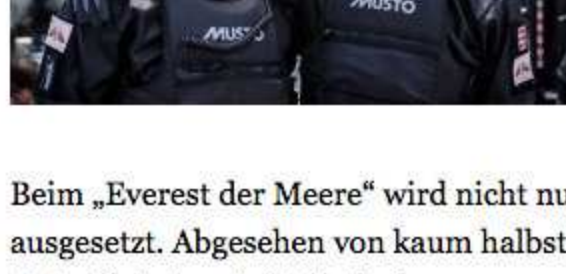 MUSTO
MUSTO
Beim „Everest der Meere“ wird nicht nu
ausgesetzt. Abgesehen von kaum halbst